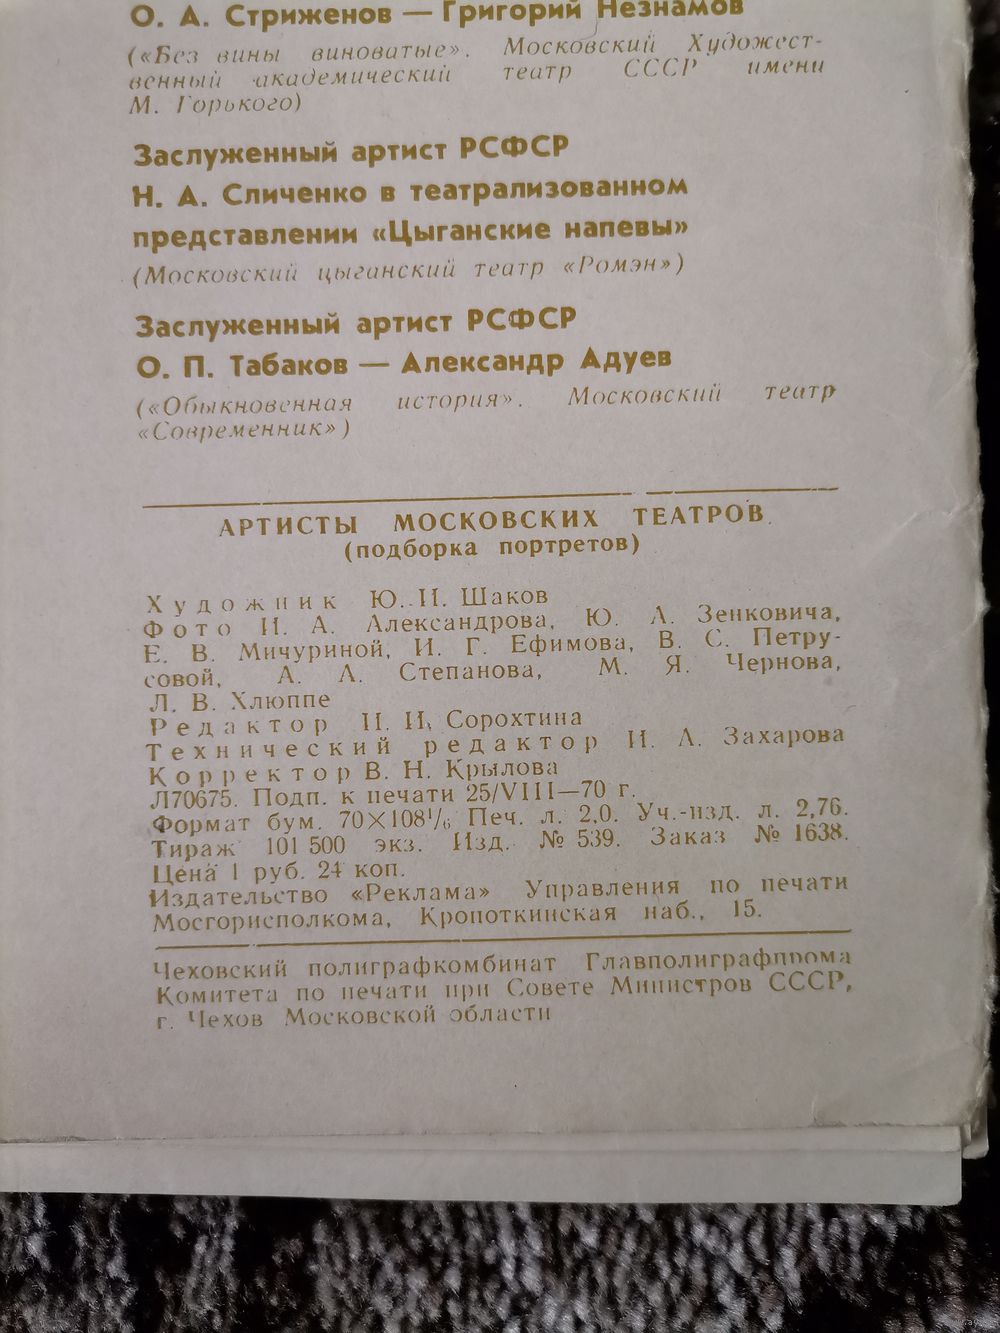 О. А. Стриженов — Григорий Незнамов
(«Без вины виноватые». Московский Художест-
венный академический театр СССР имени
М. Горького)
Заслуженный артист РСФСР
Н. А. Сличенко в театрализованном
представлении «Цыганские напевы»
(Московский цыганский театр «Ромэн»)
Заслуженный артист РСФСР
О. П. Табаков — Александр Адуев
(«Обыкновенная история». Московский театр
«Современник»)
АРТИСТЫ МОСКОВСКИХ ТЕАТРОВ
(подборка портретов)
Художник Ю. И. Шаков
Фото И. А. Александрова, Ю. А. Зенковича,
Е. В. Мичуриной, И. Г. Ефимова, В. С. Петру-
совой, А. А. Степанова, М. Я. Чернова,
Л. В. Хлюппе
Редактор Н. И. Сорохтина
Технический редактор И. А. Захарова
Корректор В. Н. Крылова
Л70675. Подп. к печати 25/VIII—70 г.
Формат бум. 70×108¹/₆ Печ. л. 2,0. Уч.-изд. л. 2,76.
Тираж 101 500 экз. Изд. № 539. Заказ № 1638.
Цена 1 руб. 24 коп.
Издательство «Реклама» Управления по печати
Мосгорисполкома, Кропоткинская наб., 15.
Чеховский полиграфкомбинат Главполиграфпрома
Комитета по печати при Совете Министров СССР,
г. Чехов Московской области